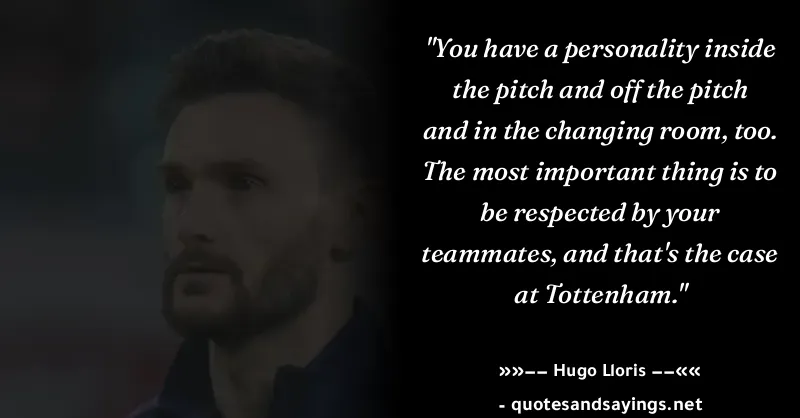 "You have a personality inside
the pitch and off the pitch
and in the changing room, too.
The most important thing is to
be respected by your
teammates, and that's the case
at Tottenham."
»»−− Hugo Lloris −−««
- quotesandsayings.net